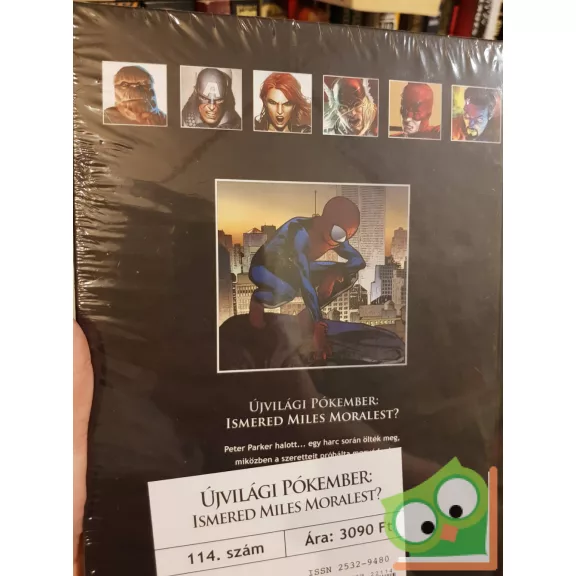 ÚJVILÁGI PÓKEMBER:
ISMERED MILES MORALEST?
Peter Parker halott... egy harc során ölték meg,
miközben a szeretteit próbálta
ÚJVILÁGI PÓKEMBER:
ISMERED MILES MORALEST?
114. szám
Ára: 3090 Ft
ISSN 2532-9480